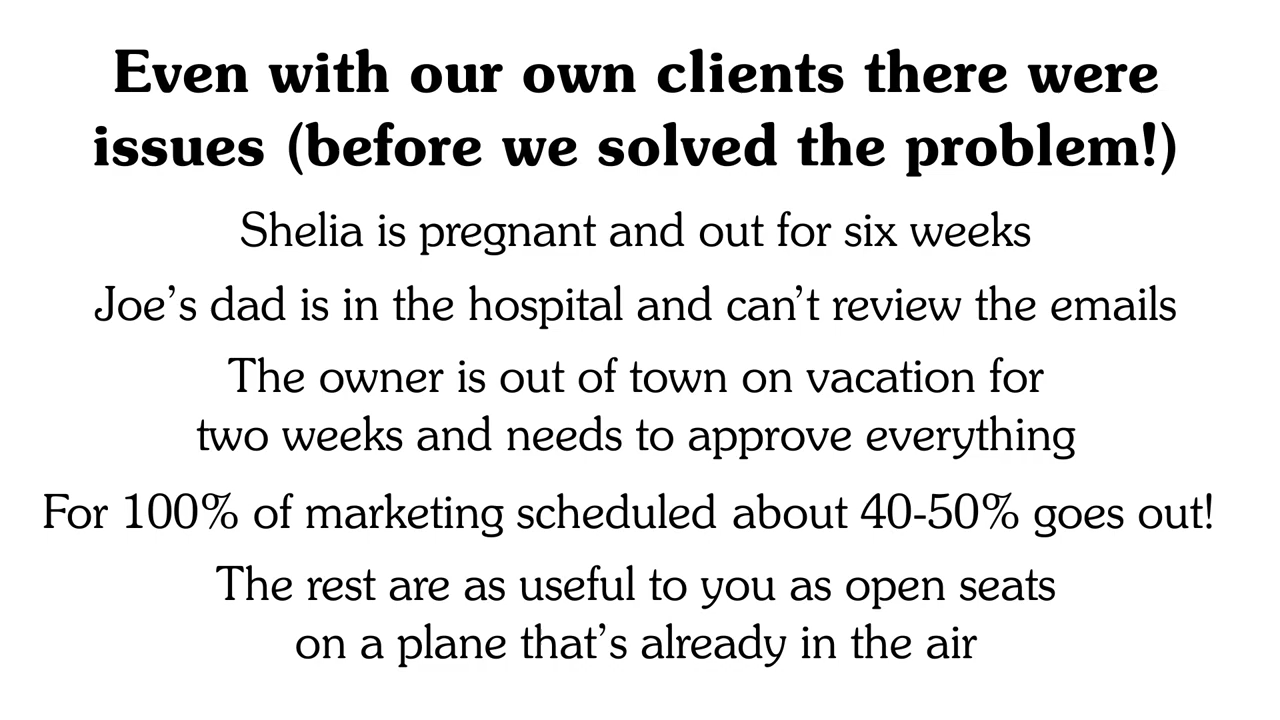 Even with our own clients there were
issues (before we solved the problem!)
Shelia is pregnant and out for six weeks
Joe’s dad is in the hospital and can’t review the emails
The owner is out of town on vacation for
two weeks and needs to approve everything
For 100% of marketing scheduled about 40-50% goes out!
The rest are as useful to you as open seats
on a plane that’s already in the air